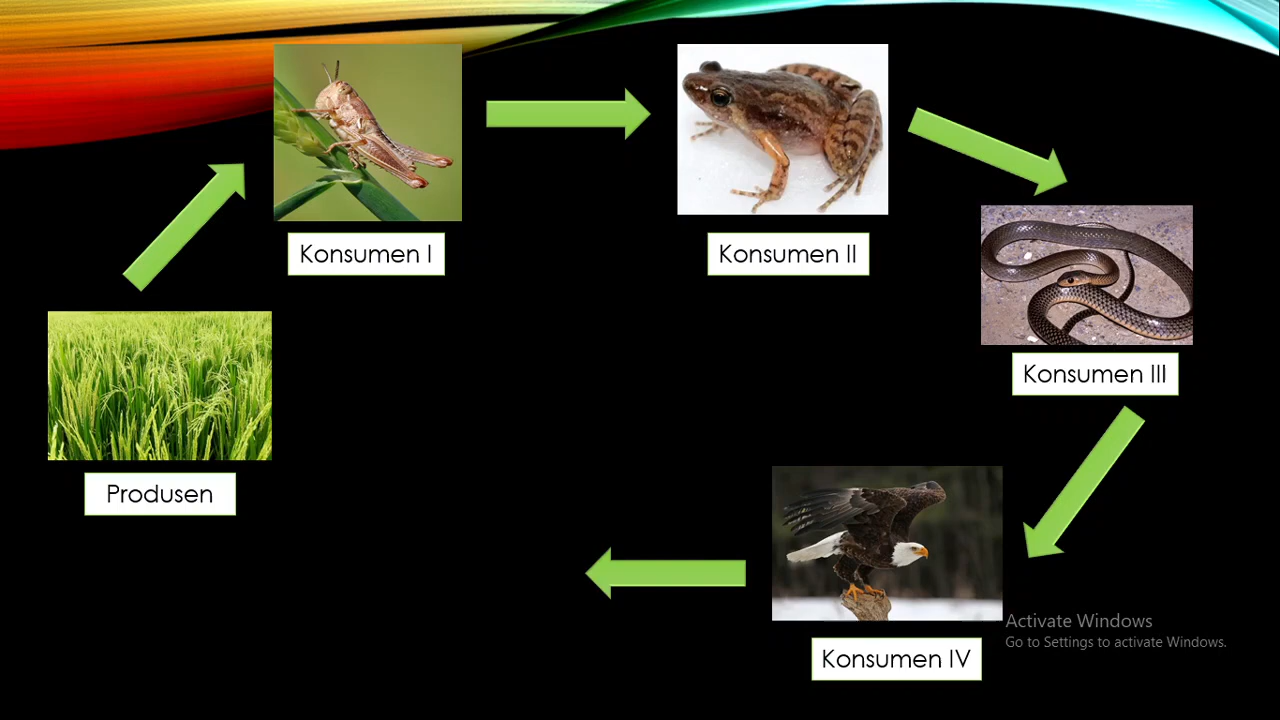 Konsumen I
Konsumen II
Konsumen III
Produsen
Konsumen IV
Activate Windows
Go to Settings to activate Windows.